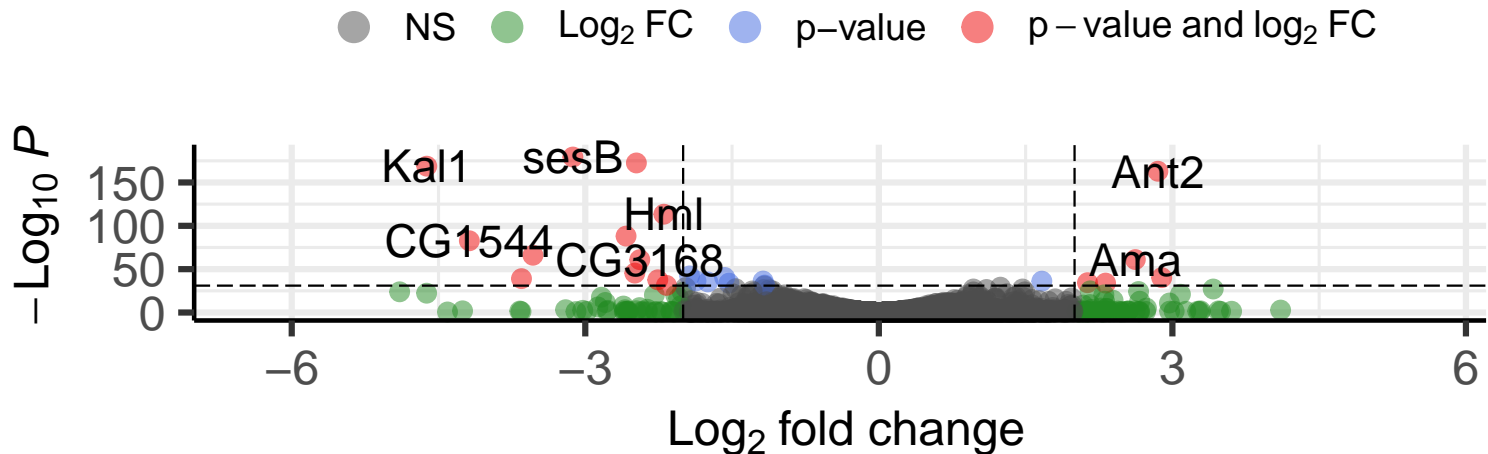 NS Log₂ FC p−value p−value and log₂ FC
−Log₁₀ P
150
100
50
0
Kal1 sesB Ant2
Hml
CG1544 CG3168 Ama
−6 −3 0 3 6
Log₂ fold change